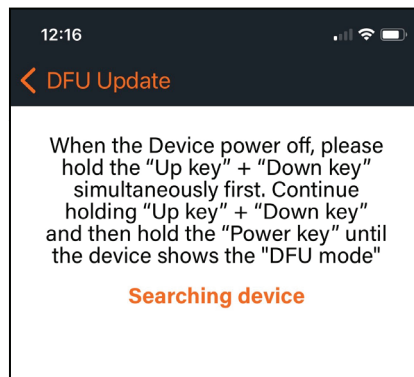 12:16
DFU Update
When the Device power off, please
hold the “Up key” + “Down key”
simultaneously first. Continue
holding “Up key” + “Down key”
and then hold the “Power key” until
the device shows the "DFU mode"
Searching device